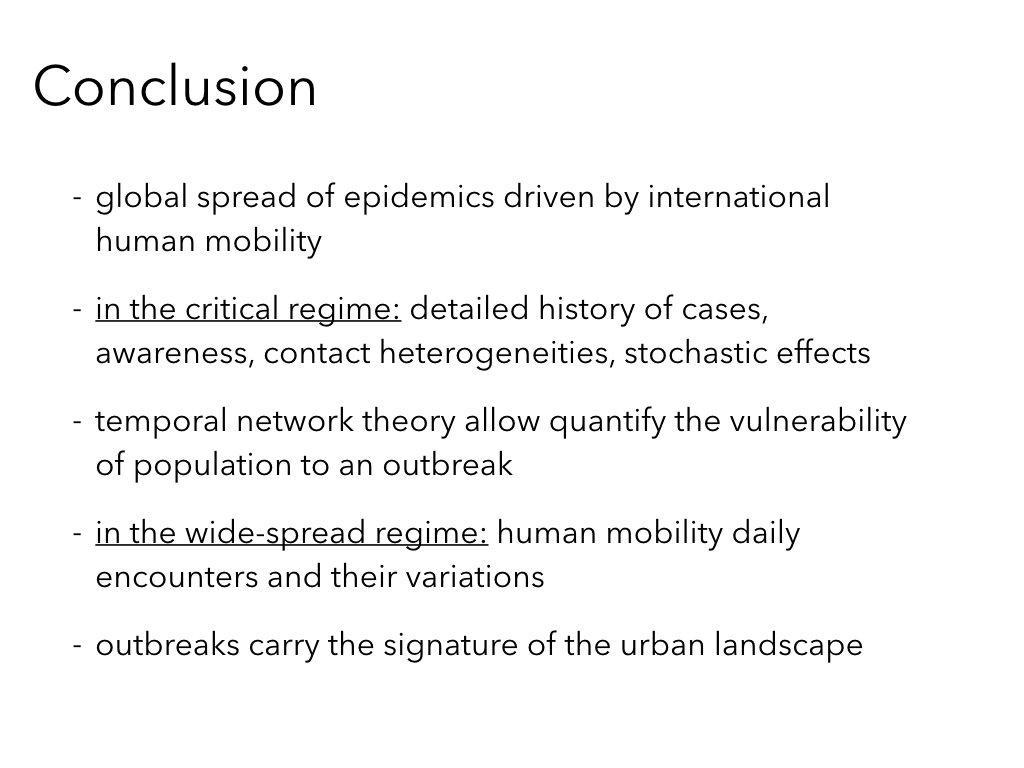 Conclusion
- global spread of epidemics driven by international
human mobility
- in the critical regime: detailed history of cases,
awareness, contact heterogeneities, stochastic effects
- temporal network theory allow quantify the vulnerability
of population to an outbreak
- in the wide-spread regime: human mobility daily
encounters and their variations
- outbreaks carry the signature of the urban landscape